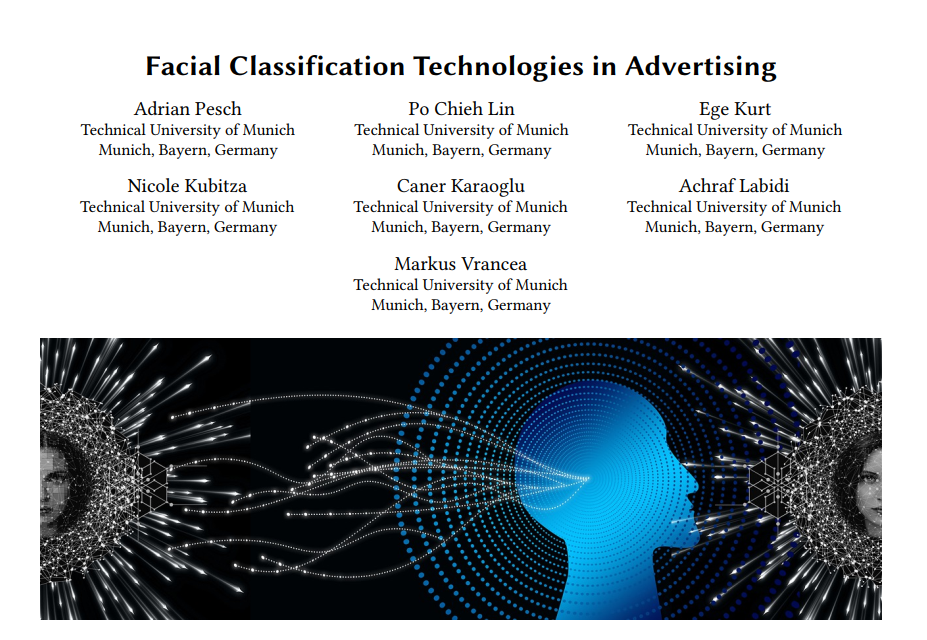 Facial Classification Technologies in Advertising
Adrian Pesch
Technical University of Munich
Munich, Bayern, Germany
Po Chieh Lin
Technical University of Munich
Munich, Bayern, Germany
Ege Kurt
Technical University of Munich
Munich, Bayern, Germany
Nicole Kubitza
Technical University of Munich
Munich, Bayern, Germany
Caner Karaoglu
Technical University of Munich
Munich, Bayern, Germany
Achraf Labidi
Technical University of Munich
Munich, Bayern, Germany
Markus Vrancea
Technical University of Munich
Munich, Bayern, Germany